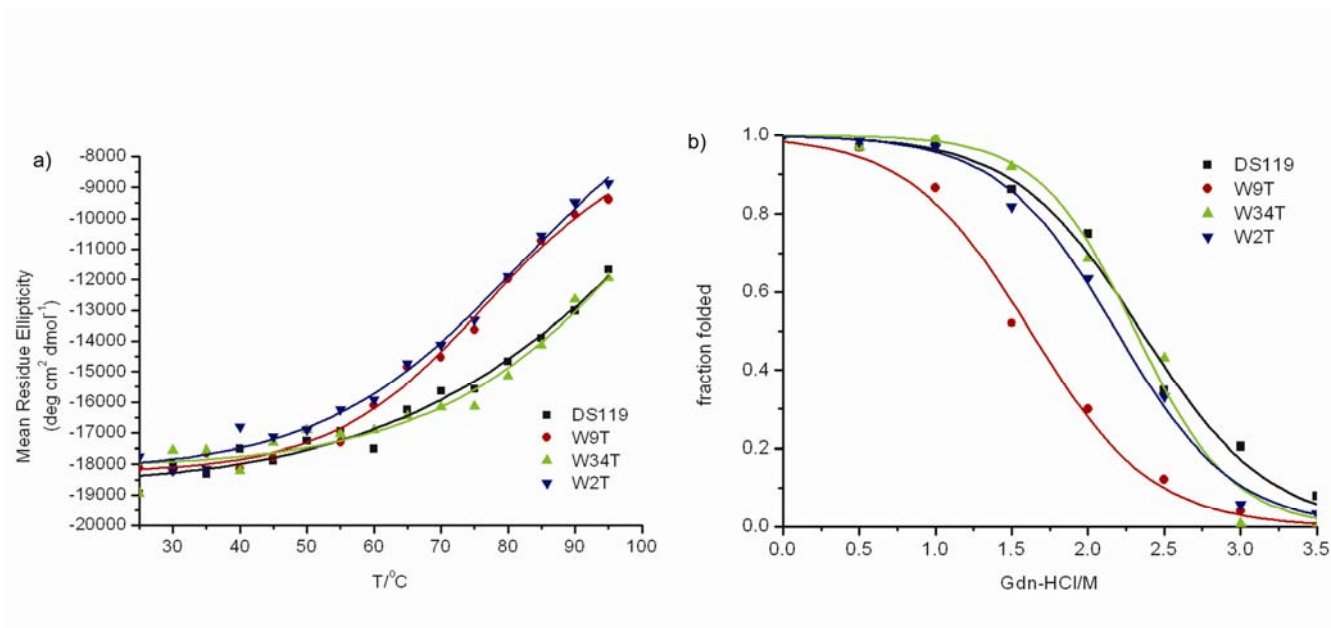 a)
Mean Residue Ellipticity
(deg cm² dmol⁻¹)
-8000
-9000
-10000
-11000
-12000
-13000
-14000
-15000
-16000
-17000
-18000
-19000
-20000
30
40
50
60
70
80
90
100
T/⁰C
DS119
W9T
W34T
W2T
b)
fraction folded
1.0
0.8
0.6
0.4
0.2
0.0
0.0
0.5
1.0
1.5
2.0
2.5
3.0
3.5
Gdn-HCl/M
DS119
W9T
W34T
W2T